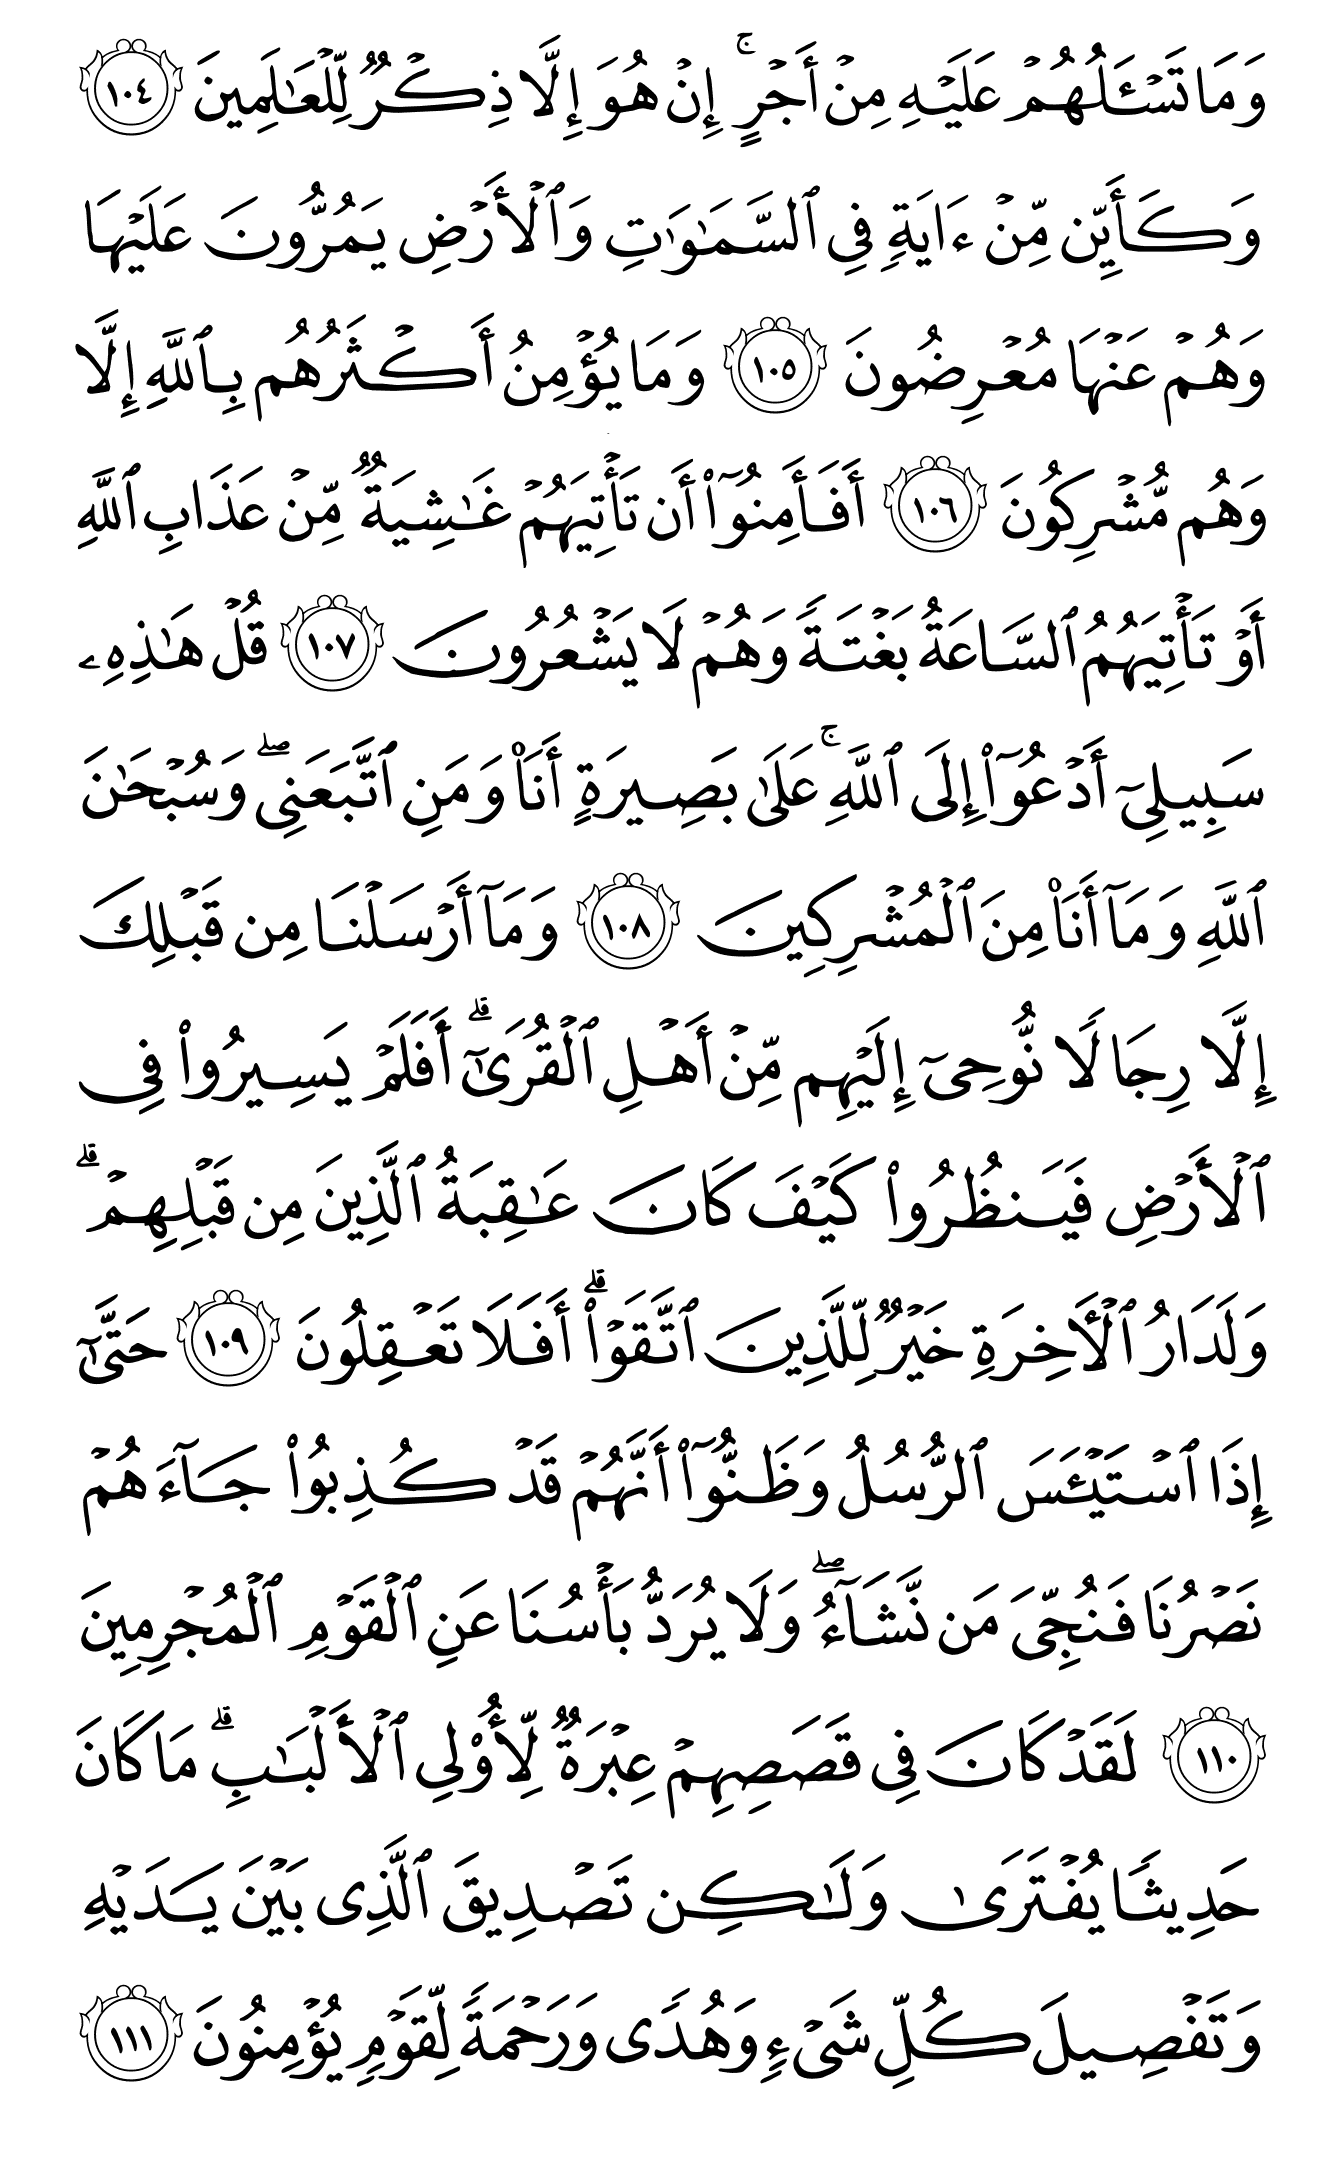 وَمَا تَسْـَٔلُهُمْ عَلَيْهِ مِنْ أَجْرٍ ۚ إِنْ هُوَ إِلَّا ذِكْرٌ لِّلْعَٰلَمِينَ ١٠٤
وَكَأَيِّن مِّنْ ءَايَةٍ فِى ٱلسَّمَٰوَٰتِ وَٱلْأَرْضِ يَمُرُّونَ عَلَيْهَا
وَهُمْ عَنْهَا مُعْرِضُونَ ١٠٥ وَمَا يُؤْمِنُ أَكْثَرُهُم بِٱللَّهِ إِلَّا
وَهُم مُّشْرِكُونَ ١٠٦ أَفَأَمِنُوٓا۟ أَن تَأْتِيَهُمْ غَٰشِيَةٌ مِّنْ عَذَابِ ٱللَّهِ
أَوْ تَأْتِيَهُمُ ٱلسَّاعَةُ بَغْتَةً وَهُمْ لَا يَشْعُرُونَ ١٠٧ قُلْ هَٰذِهِۦ
سَبِيلِىٓ أَدْعُوٓا۟ إِلَى ٱللَّهِ ۚ عَلَىٰ بَصِيرَةٍ أَنَا۠ وَمَنِ ٱتَّبَعَنِى ۖ وَسُبْحَٰنَ
ٱللَّهِ وَمَآ أَنَا۠ مِنَ ٱلْمُشْرِكِينَ ١٠٨ وَمَآ أَرْسَلْنَا مِن قَبْلِكَ
إِلَّا رِجَالًا نُّوحِىٓ إِلَيْهِم مِّنْ أَهْلِ ٱلْقُرَىٰٓ ۗ أَفَلَمْ يَسِيرُوا۟ فِى
ٱلْأَرْضِ فَيَنظُرُوا۟ كَيْفَ كَانَ عَٰقِبَةُ ٱلَّذِينَ مِن قَبْلِهِمْ ۗ
وَلَدَارُ ٱلْأَخِرَةِ خَيْرٌ لِّلَّذِينَ ٱتَّقَوْا۟ ۗ أَفَلَا تَعْقِلُونَ ١٠٩ حَتَّىٰٓ
إِذَا ٱسْتَيْـَٔسَ ٱلرُّسُلُ وَظَنُّوٓا۟ أَنَّهُمْ قَدْ كُذِبُوا۟ جَآءَهُمْ
نَصْرُنَا فَنُجِّىَ مَن نَّشَآءُ ۖ وَلَا يُرَدُّ بَأْسُنَا عَنِ ٱلْقَوْمِ ٱلْمُجْرِمِينَ
١١٠ لَقَدْ كَانَ فِى قَصَصِهِمْ عِبْرَةٌ لِّأُو۟لِى ٱلْأَلْبَٰبِ ۗ مَا كَانَ
حَدِيثًا يُفْتَرَىٰ وَلَٰكِن تَصْدِيقَ ٱلَّذِى بَيْنَ يَدَيْهِ
وَتَفْصِيلَ كُلِّ شَىْءٍ وَهُدًى وَرَحْمَةً لِّقَوْمٍ يُؤْمِنُونَ ١١١